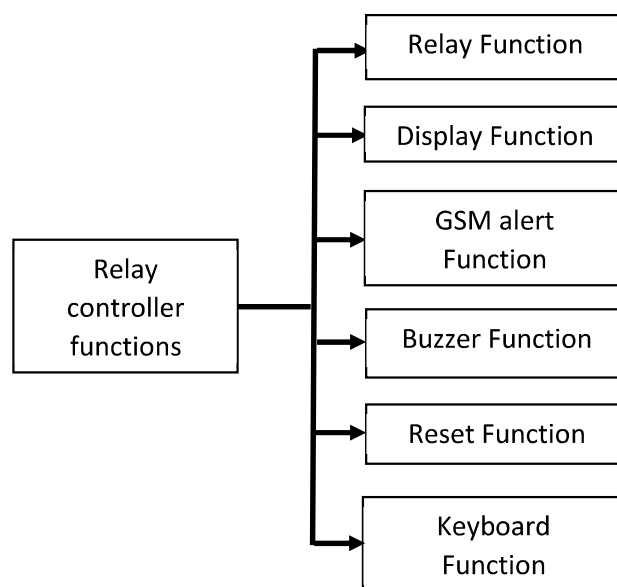 Relay Function
Display Function
GSM alert
Function
Relay
controller
functions
Buzzer Function
Reset Function
Keyboard
Function